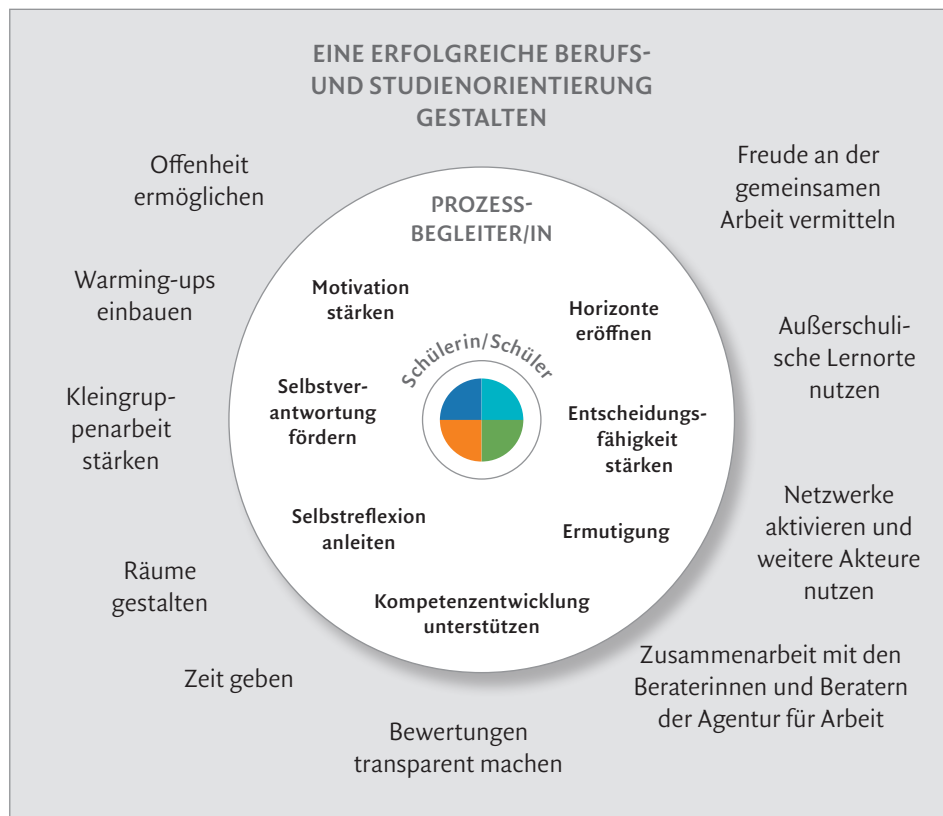 EINE ERFOLGREICHE BERUFS-
UND STUDIENORIENTIERUNG
GESTALTEN
Offenheit
ermöglichen
Warming-ups
einbauen
Kleingrup-
penarbeit
stärken
Räume
gestalten
Zeit geben
Bewertungen
transparent machen
Freude an der
gemeinsamen
Arbeit vermitteln
Außerschuli-
sche Lernorte
nutzen
Netzwerke
aktivieren und
weitere Akteure
nutzen
Zusammenarbeit mit den
Beraterinnen und Beratern
der Agentur für Arbeit
PROZESS-
BEGLEITER/IN
Motivation
stärken
Selbstver-
antwortung
fördern
Selbstreflexion
anleiten
Kompetenzentwicklung
unterstützen
Horizonte
eröffnen
Entscheidungs-
fähigkeit
stärken
Ermutigung
Schülerin/Schüler